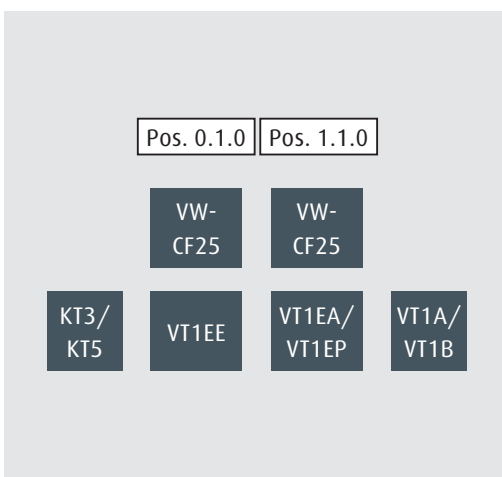 Pos. 0.1.0 Pos. 1.1.0
VW-
CF25
VW-
CF25
KT3/
KT5
VT1EE
VT1EA/
VT1EP
VT1A/
VT1B